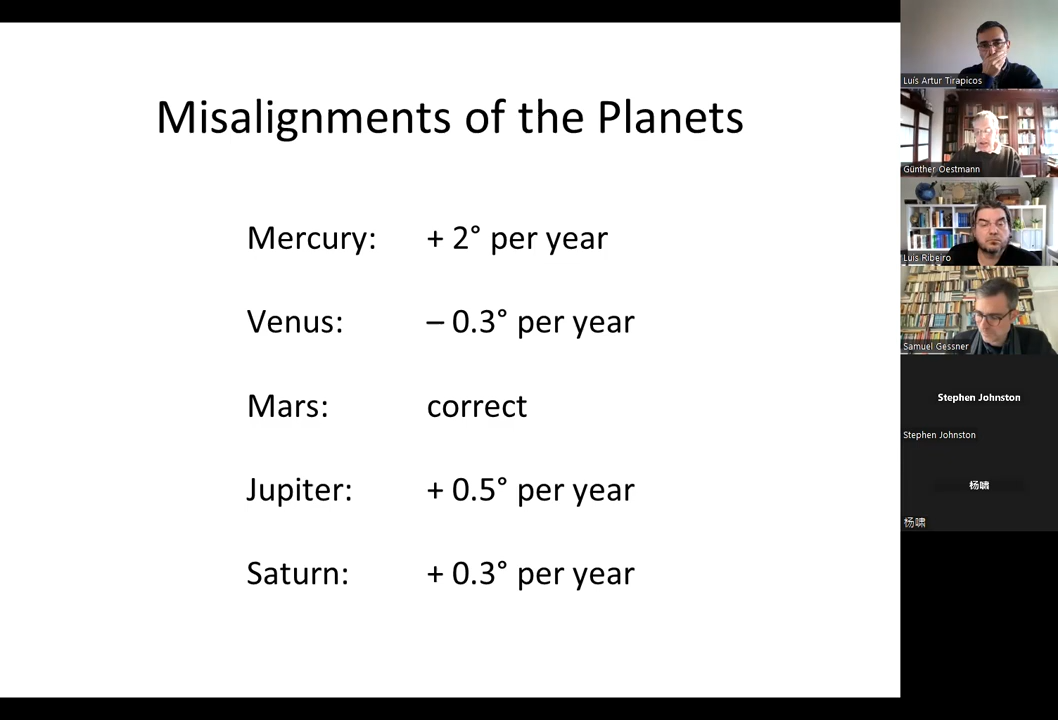 Misalignments of the Planets
Mercury: + 2° per year
Venus: – 0.3° per year
Mars: correct
Jupiter: + 0.5° per year
Saturn: + 0.3° per year
Luís Artur Tirapicos
Günther Oestmann
Luis Ribeiro
Samuel Gessner
Stephen Johnston
Stephen Johnston
杨啸
杨啸